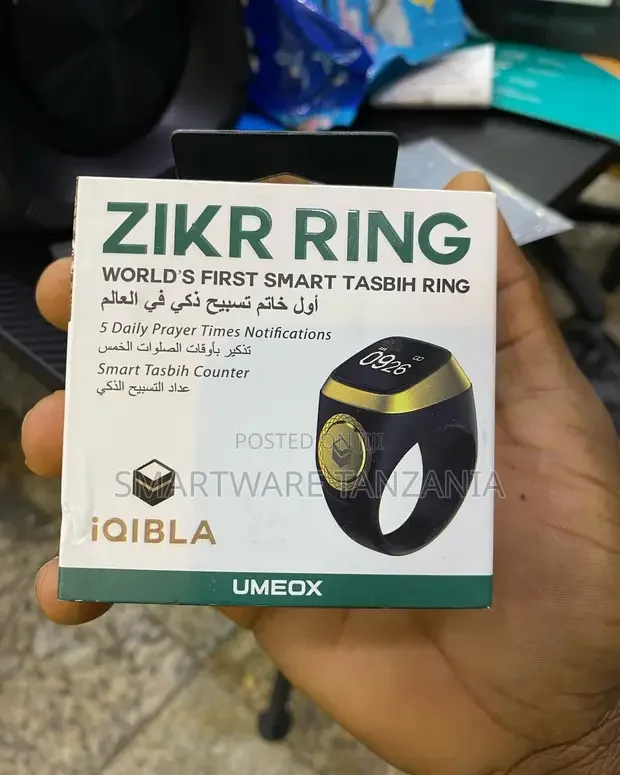 ZIKR RING
WORLD'S FIRST SMART TASBIH RING
أول خاتم تسبيح ذكي في العالم
5 Daily Prayer Times Notifications
تذكير بأوقات الصلوات الخمس
Smart Tasbih Counter
عداد التسبيح الذكي
0926
POSTED ON JIJI
SMARTWARE TANZANIA
iQIBLA
UMEOX